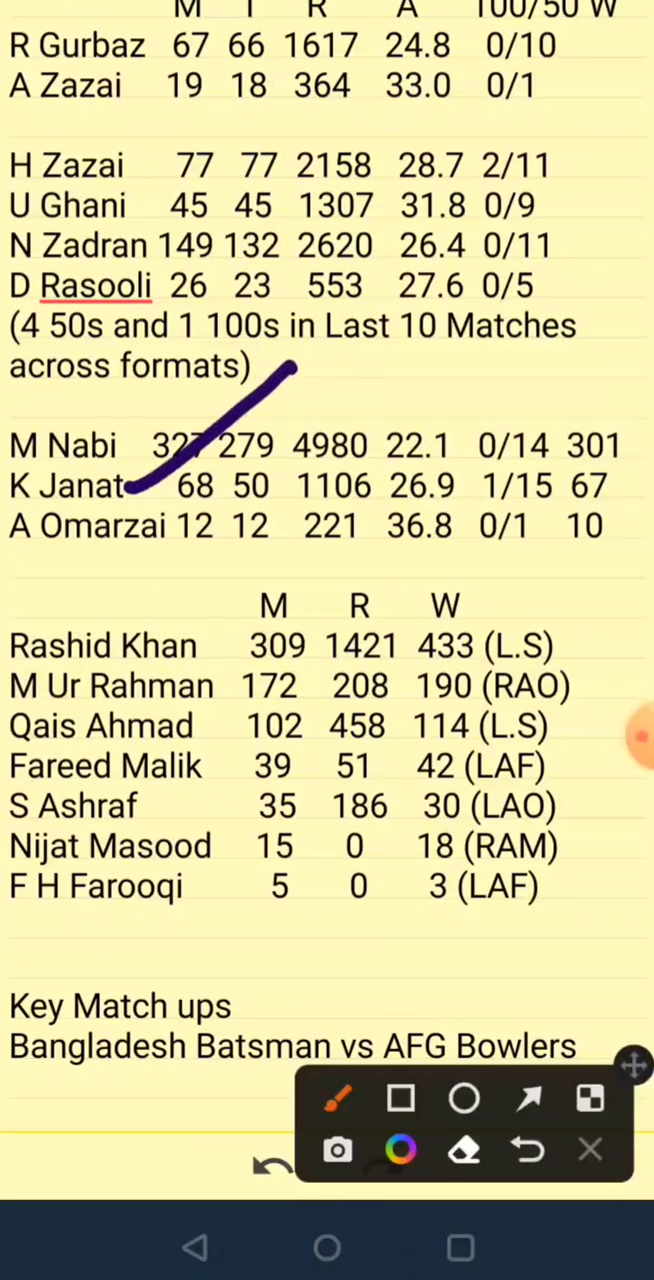 M I R A 100/50 W
R Gurbaz 67 66 1617 24.8 0/10
A Zazai 19 18 364 33.0 0/1
H Zazai 77 77 2158 28.7 2/11
U Ghani 45 45 1307 31.8 0/9
N Zadran 149 132 2620 26.4 0/11
D Rasooli 26 23 553 27.6 0/5
(4 50s and 1 100s in Last 10 Matches
across formats)
M Nabi 327 279 4980 22.1 0/14 301
K Janat 68 50 1106 26.9 1/15 67
A Omarzai 12 12 221 36.8 0/1 10
M R W
Rashid Khan 309 1421 433 (L.S)
M Ur Rahman 172 208 190 (RAO)
Qais Ahmad 102 458 114 (L.S)
Fareed Malik 39 51 42 (LAF)
S Ashraf 35 186 30 (LAO)
Nijat Masood 15 0 18 (RAM)
F H Farooqi 5 0 3 (LAF)
Key Match ups
Bangladesh Batsman vs AFG Bowlers